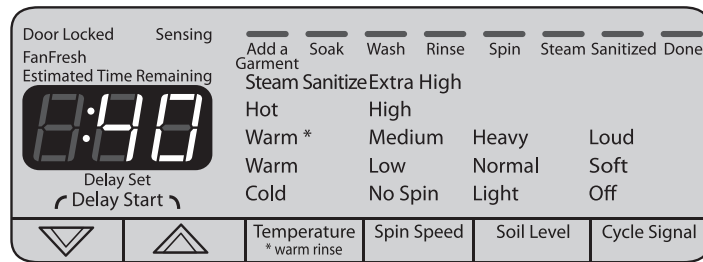 Door Locked Sensing
FanFresh
Estimated Time Remaining
:40
Delay Set
Delay Start
Add a Garment Soak Wash Rinse Spin Steam Sanitized Done
Steam Sanitize Extra High
Hot High
Warm * Medium Heavy Loud
Warm Low Normal Soft
Cold No Spin Light Off
Temperature Spin Speed Soil Level Cycle Signal
* warm rinse